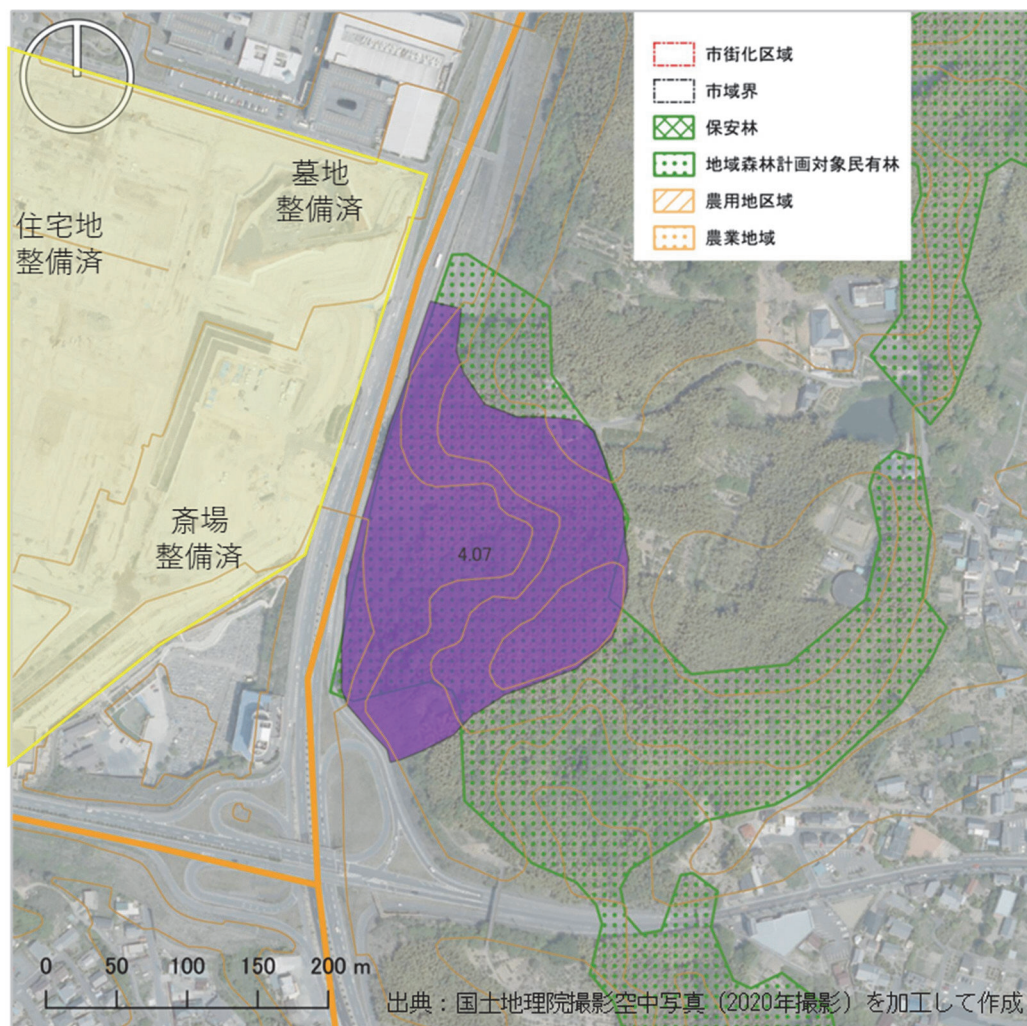 市街化区域
市域界
保安林
地域森林計画対象民有林
農用地区域
農業地域
墓地
整備済
住宅地
整備済
斎場
整備済
4.07
0 50 100 150 200 m
出典：国土地理院撮影空中写真（2020年撮影）を加工して作成